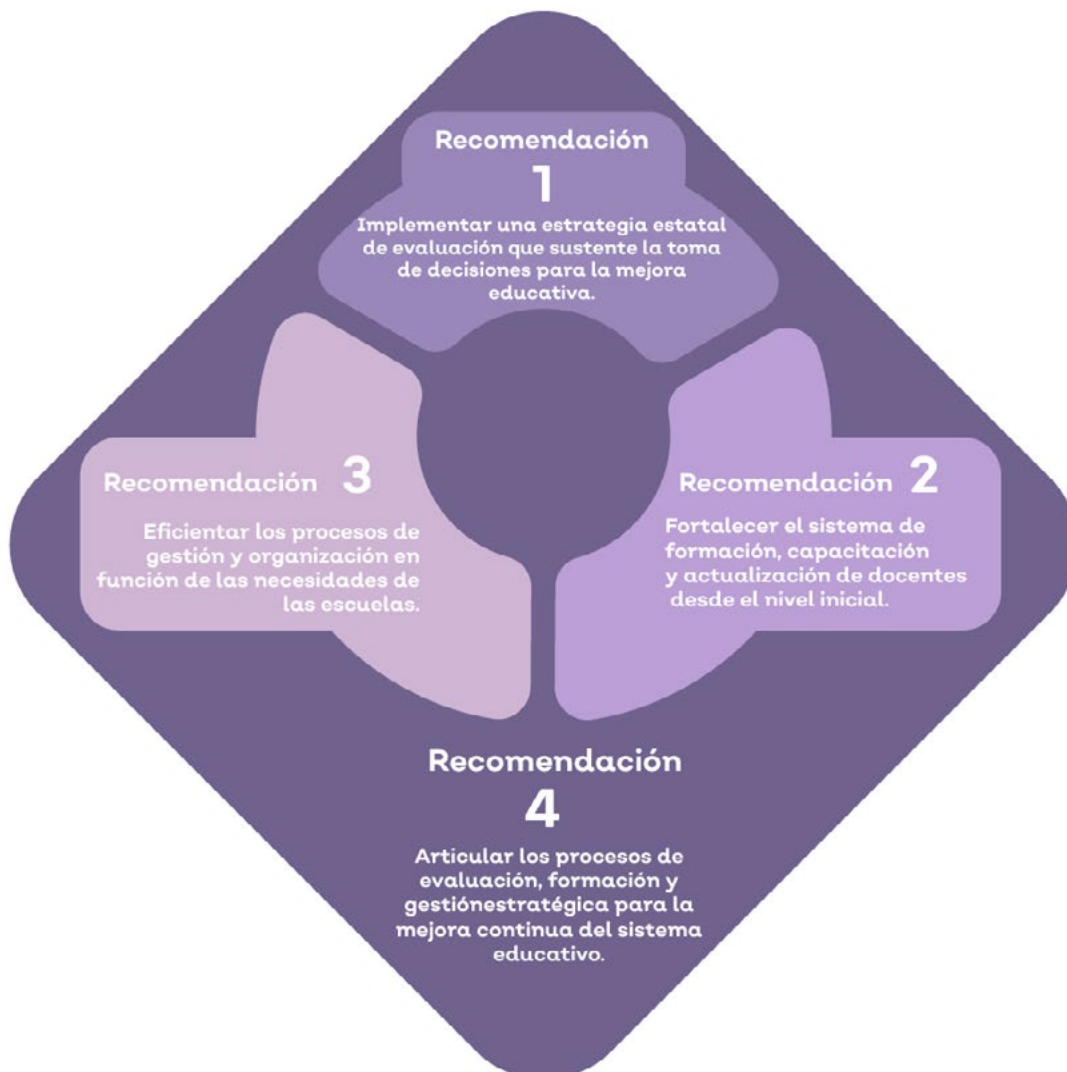 Recomendación
1
Implementar una estrategia estatal
de evaluación que sustente la toma
de decisiones para la mejora
educativa.
Recomendación 2
Fortalecer el sistema de
formación, capacitación
y actualización de docentes
desde el nivel inicial.
Recomendación 3
Eficientar los procesos de
gestión y organización en
función de las necesidades de
las escuelas.
Recomendación
4
Articular los procesos de
evaluación, formación y
gestiónestratégica para la
mejora continua del sistema
educativo.